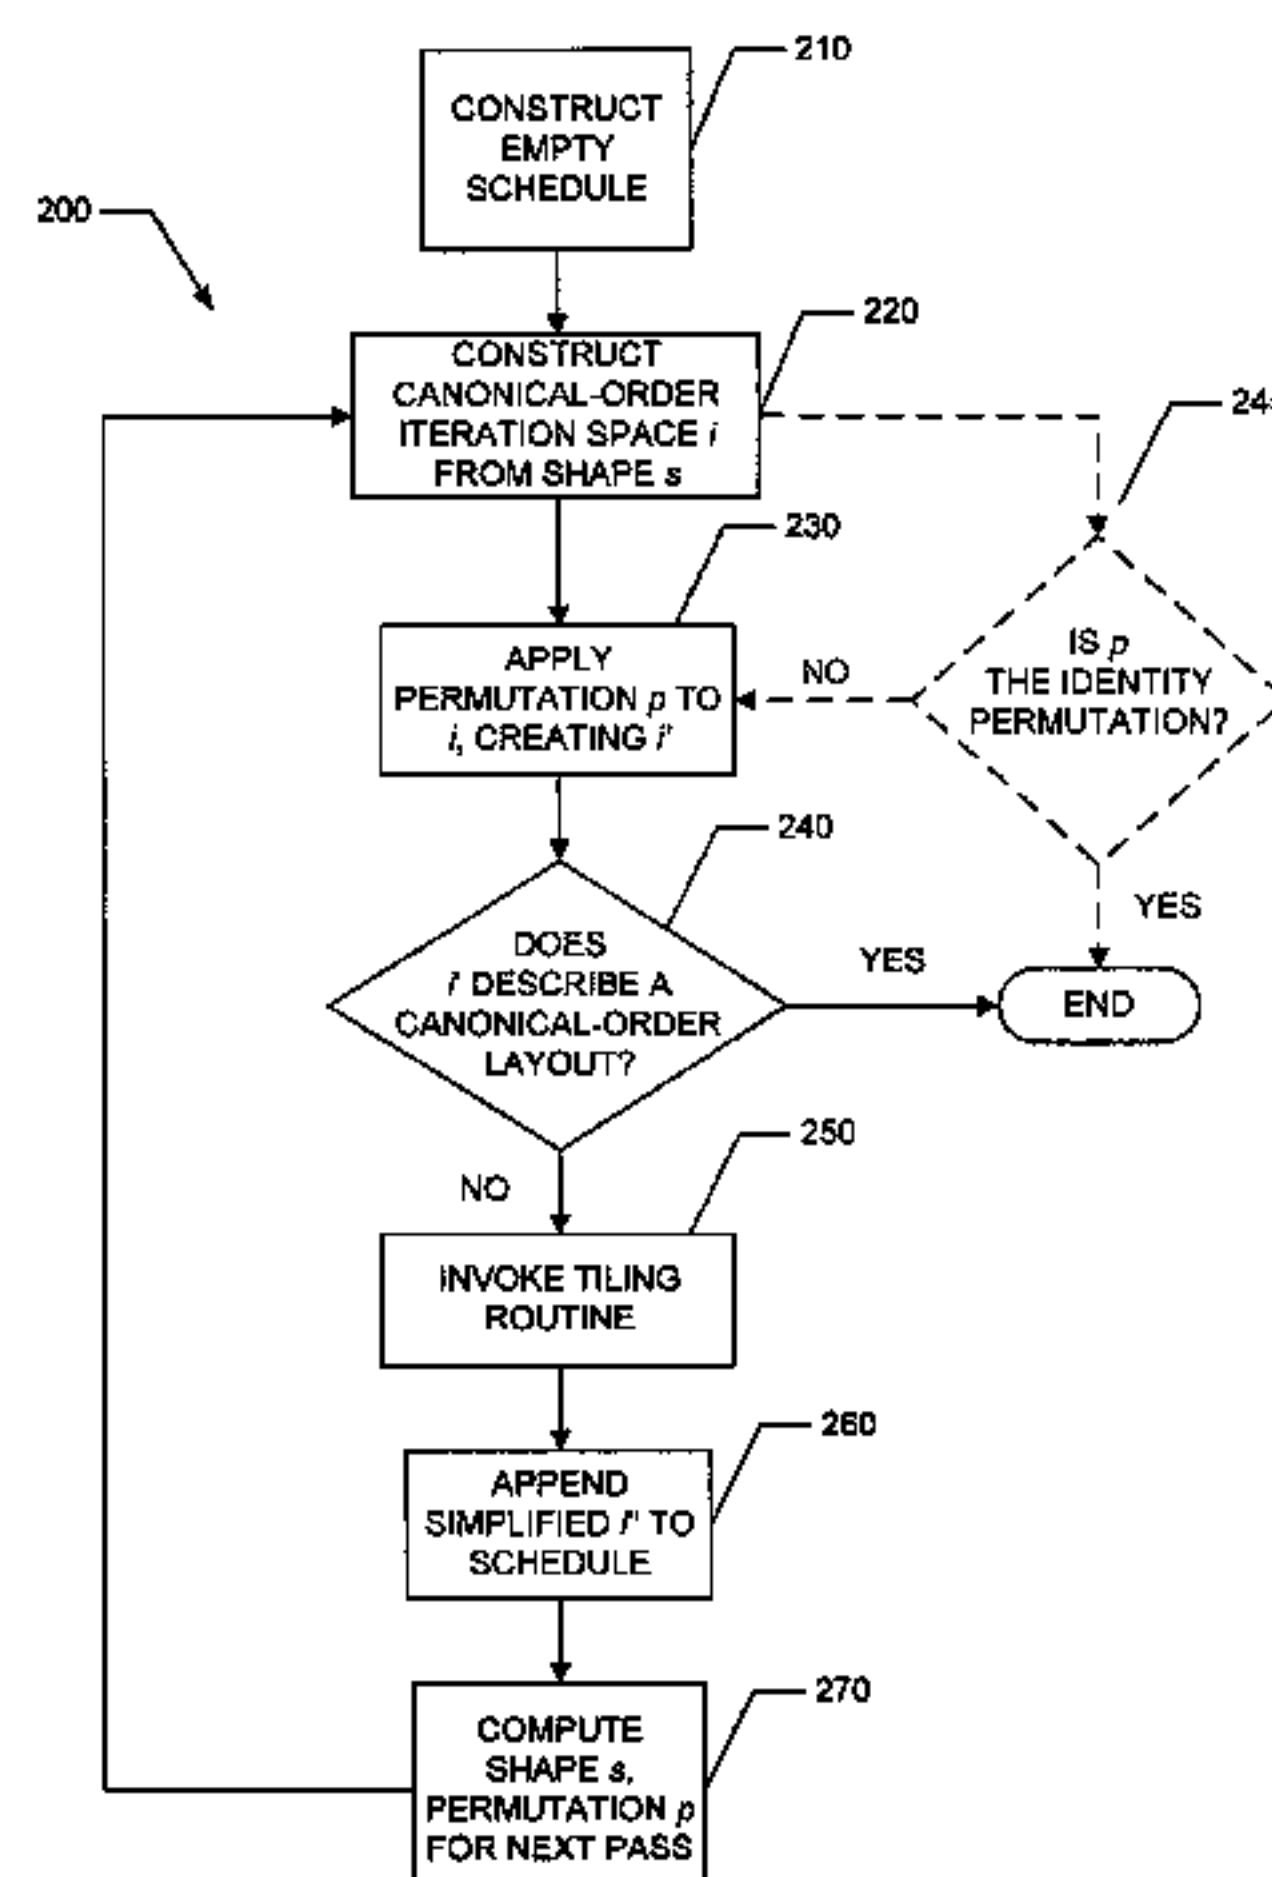 210
CONSTRUCT
EMPTY
SCHEDULE
200
220
CONSTRUCT
CANONICAL-ORDER
ITERATION SPACE i
FROM SHAPE s
230
APPLY
PERMUTATION p TO
i, CREATING i'
NO
IS p
THE IDENTITY
PERMUTATION?
240
DOES
i' DESCRIBE A
CANONICAL-ORDER
LAYOUT?
YES
YES
END
250
NO
INVOKE TILING
ROUTINE
260
APPEND
SIMPLIFIED i'' TO
SCHEDULE
270
COMPUTE
SHAPE s,
PERMUTATION p
FOR NEXT PASS